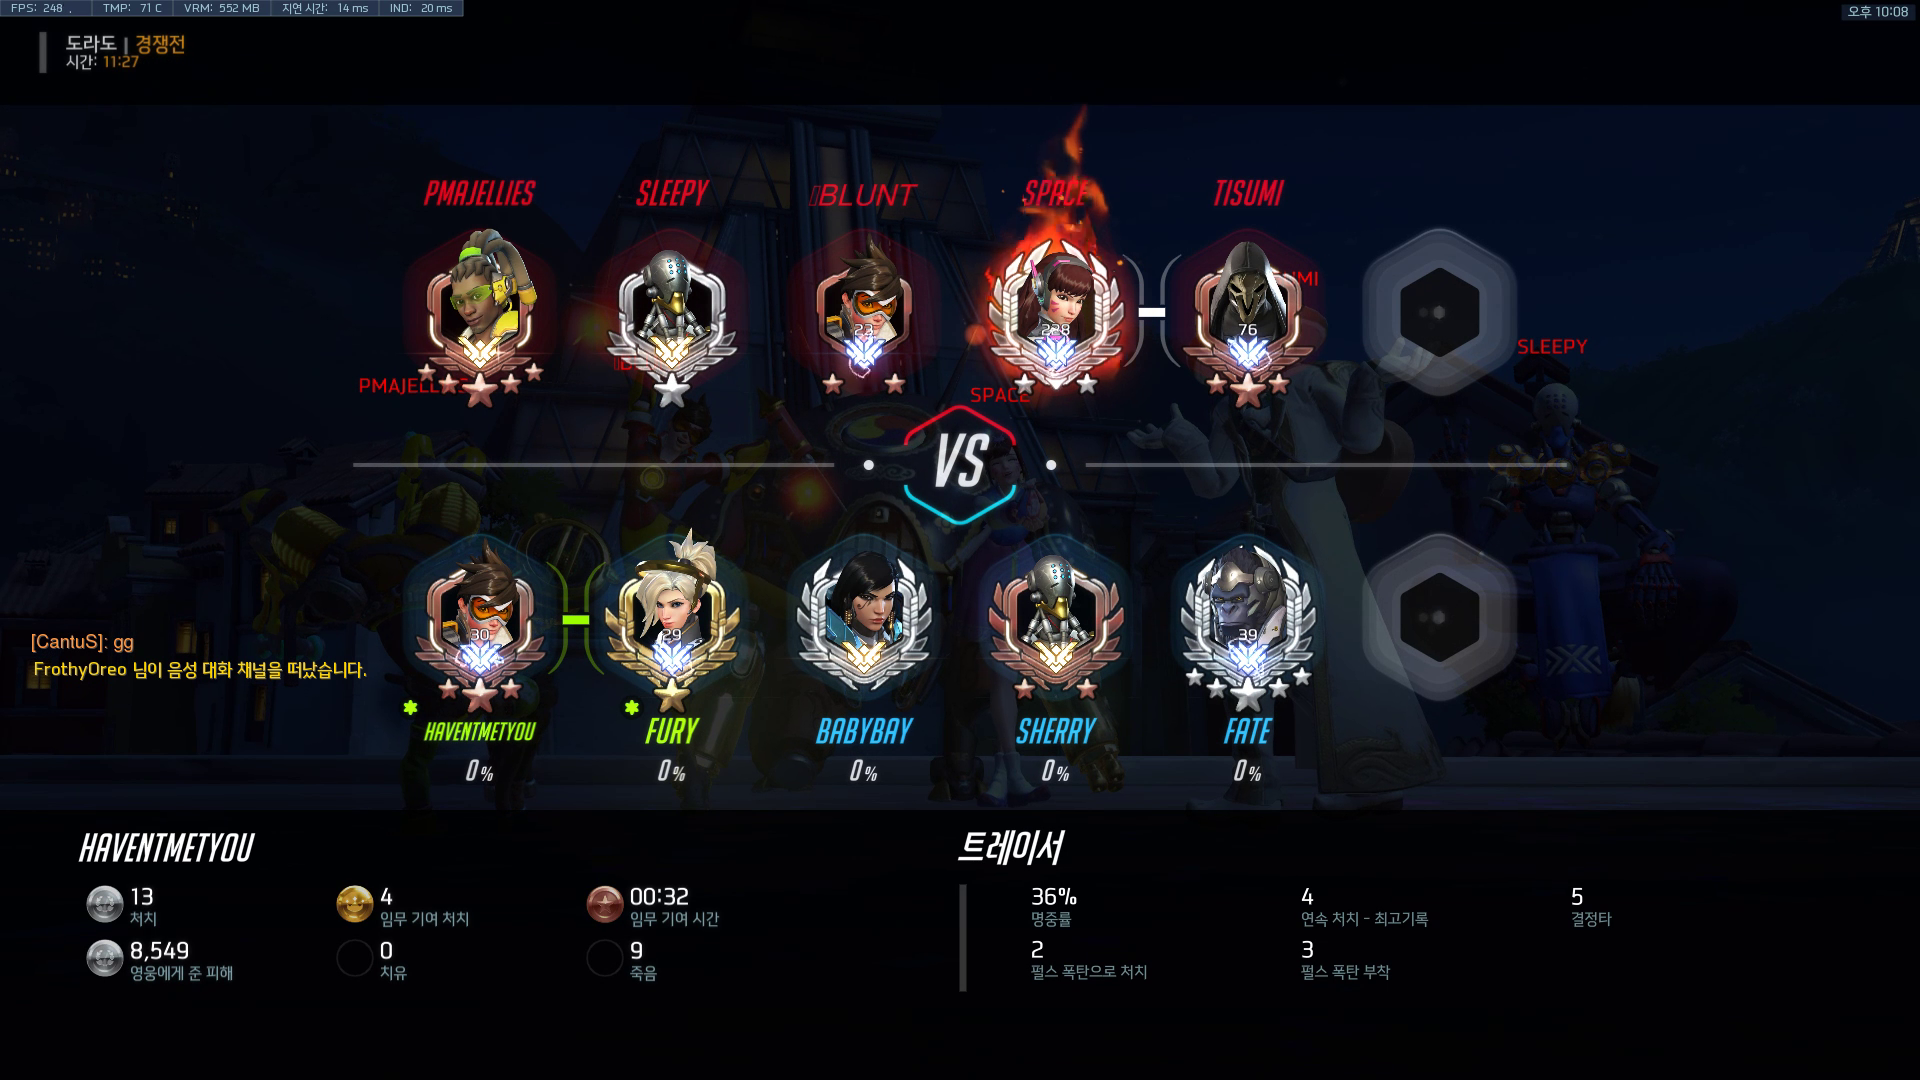 FPS: 248 . TMP: 71 C VRM: 552 MB 지연 시간: 14 ms IND: 20 ms
오후 10:08
도라도 | 경쟁전
시간: 11:27
PMAJELLIES SLEEPY BLUNT SPACE TISUMI
23 228 76
SLEEPY
SPACE
VS
30 29 39
[CantuS]: gg
FrothyOreo 님이 음성 대화 채널을 떠났습니다.
HAVENTMETYOU FURY BABYBAY SHERRY FATE
0% 0% 0% 0% 0%
HAVENTMETYOU
13 4 00:32
처치 임무 기여 처치 임무 기여 시간
8,549 0 9
영웅에게 준 피해 치유 죽음
트레이서
36% 4 5
명중률 연속 처치 - 최고기록 결정타
2 3
펄스 폭탄으로 처치 펄스 폭탄 부착